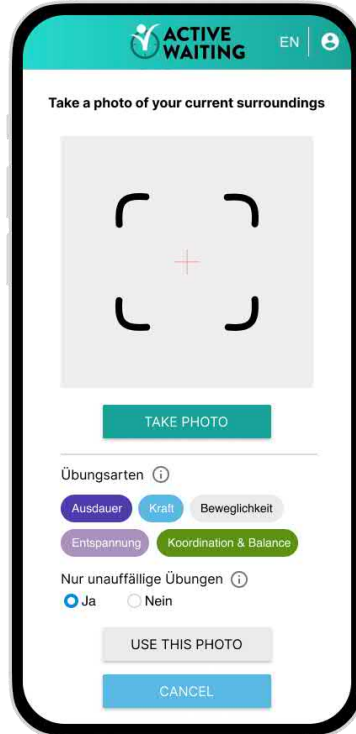 ACTIVE
WAITING
EN
Take a photo of your current surroundings
TAKE PHOTO
Übungsarten
Ausdauer Kraft Beweglichkeit
Entspannung Koordination & Balance
Nur unauffällige Übungen
Ja Nein
USE THIS PHOTO
CANCEL